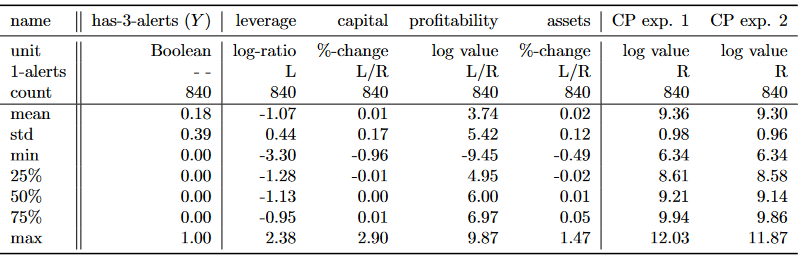 name has-3-alerts (Y) leverage capital profitability assets CP exp. 1 CP exp. 2
unit Boolean log-ratio %-change log value %-change log value log value
1-alerts - - L L/R L/R L/R R R
count 840 840 840 840 840 840 840
mean 0.18 -1.07 0.01 3.74 0.02 9.36 9.30
std 0.39 0.44 0.17 5.42 0.12 0.98 0.96
min 0.00 -3.30 -0.96 -9.45 -0.49 6.34 6.34
25% 0.00 -1.28 -0.01 4.95 -0.02 8.61 8.58
50% 0.00 -1.13 0.00 6.00 0.01 9.21 9.14
75% 0.00 -0.95 0.01 6.97 0.05 9.94 9.86
max 1.00 2.38 2.90 9.87 1.47 12.03 11.87